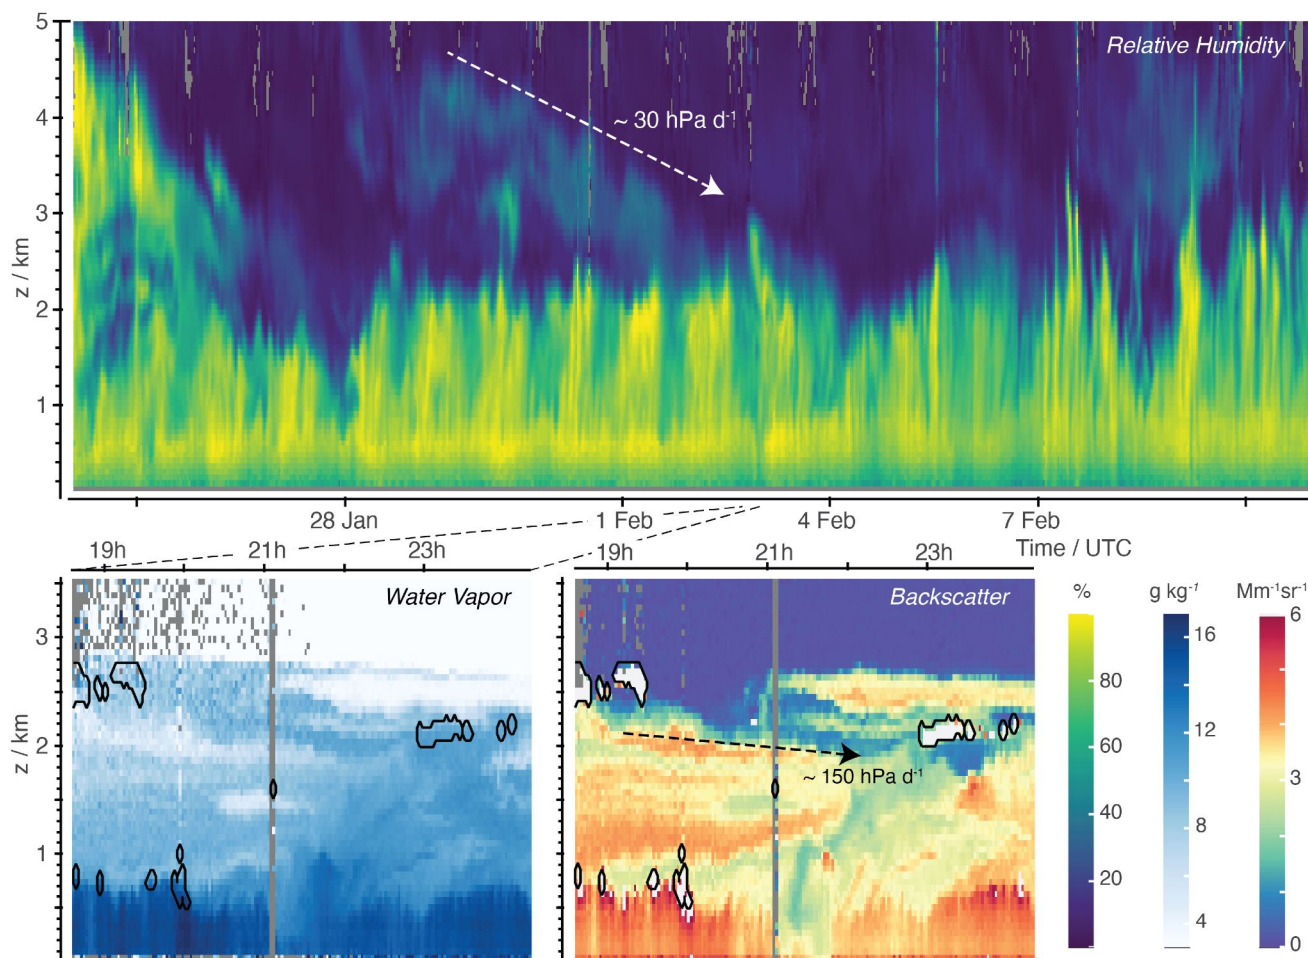 5
Relative Humidity
4
~ 30 hPa d⁻¹
3
z / km
2
1
28 Jan
1 Feb
4 Feb
7 Feb
19h
21h
23h
19h
21h
23h
Time / UTC
Water Vapor
Backscatter
%
g kg⁻¹
Mm⁻¹sr⁻¹
3
z / km
2
1
~ 150 hPa d⁻¹
80
60
40
20
16
12
8
4
6
3
0